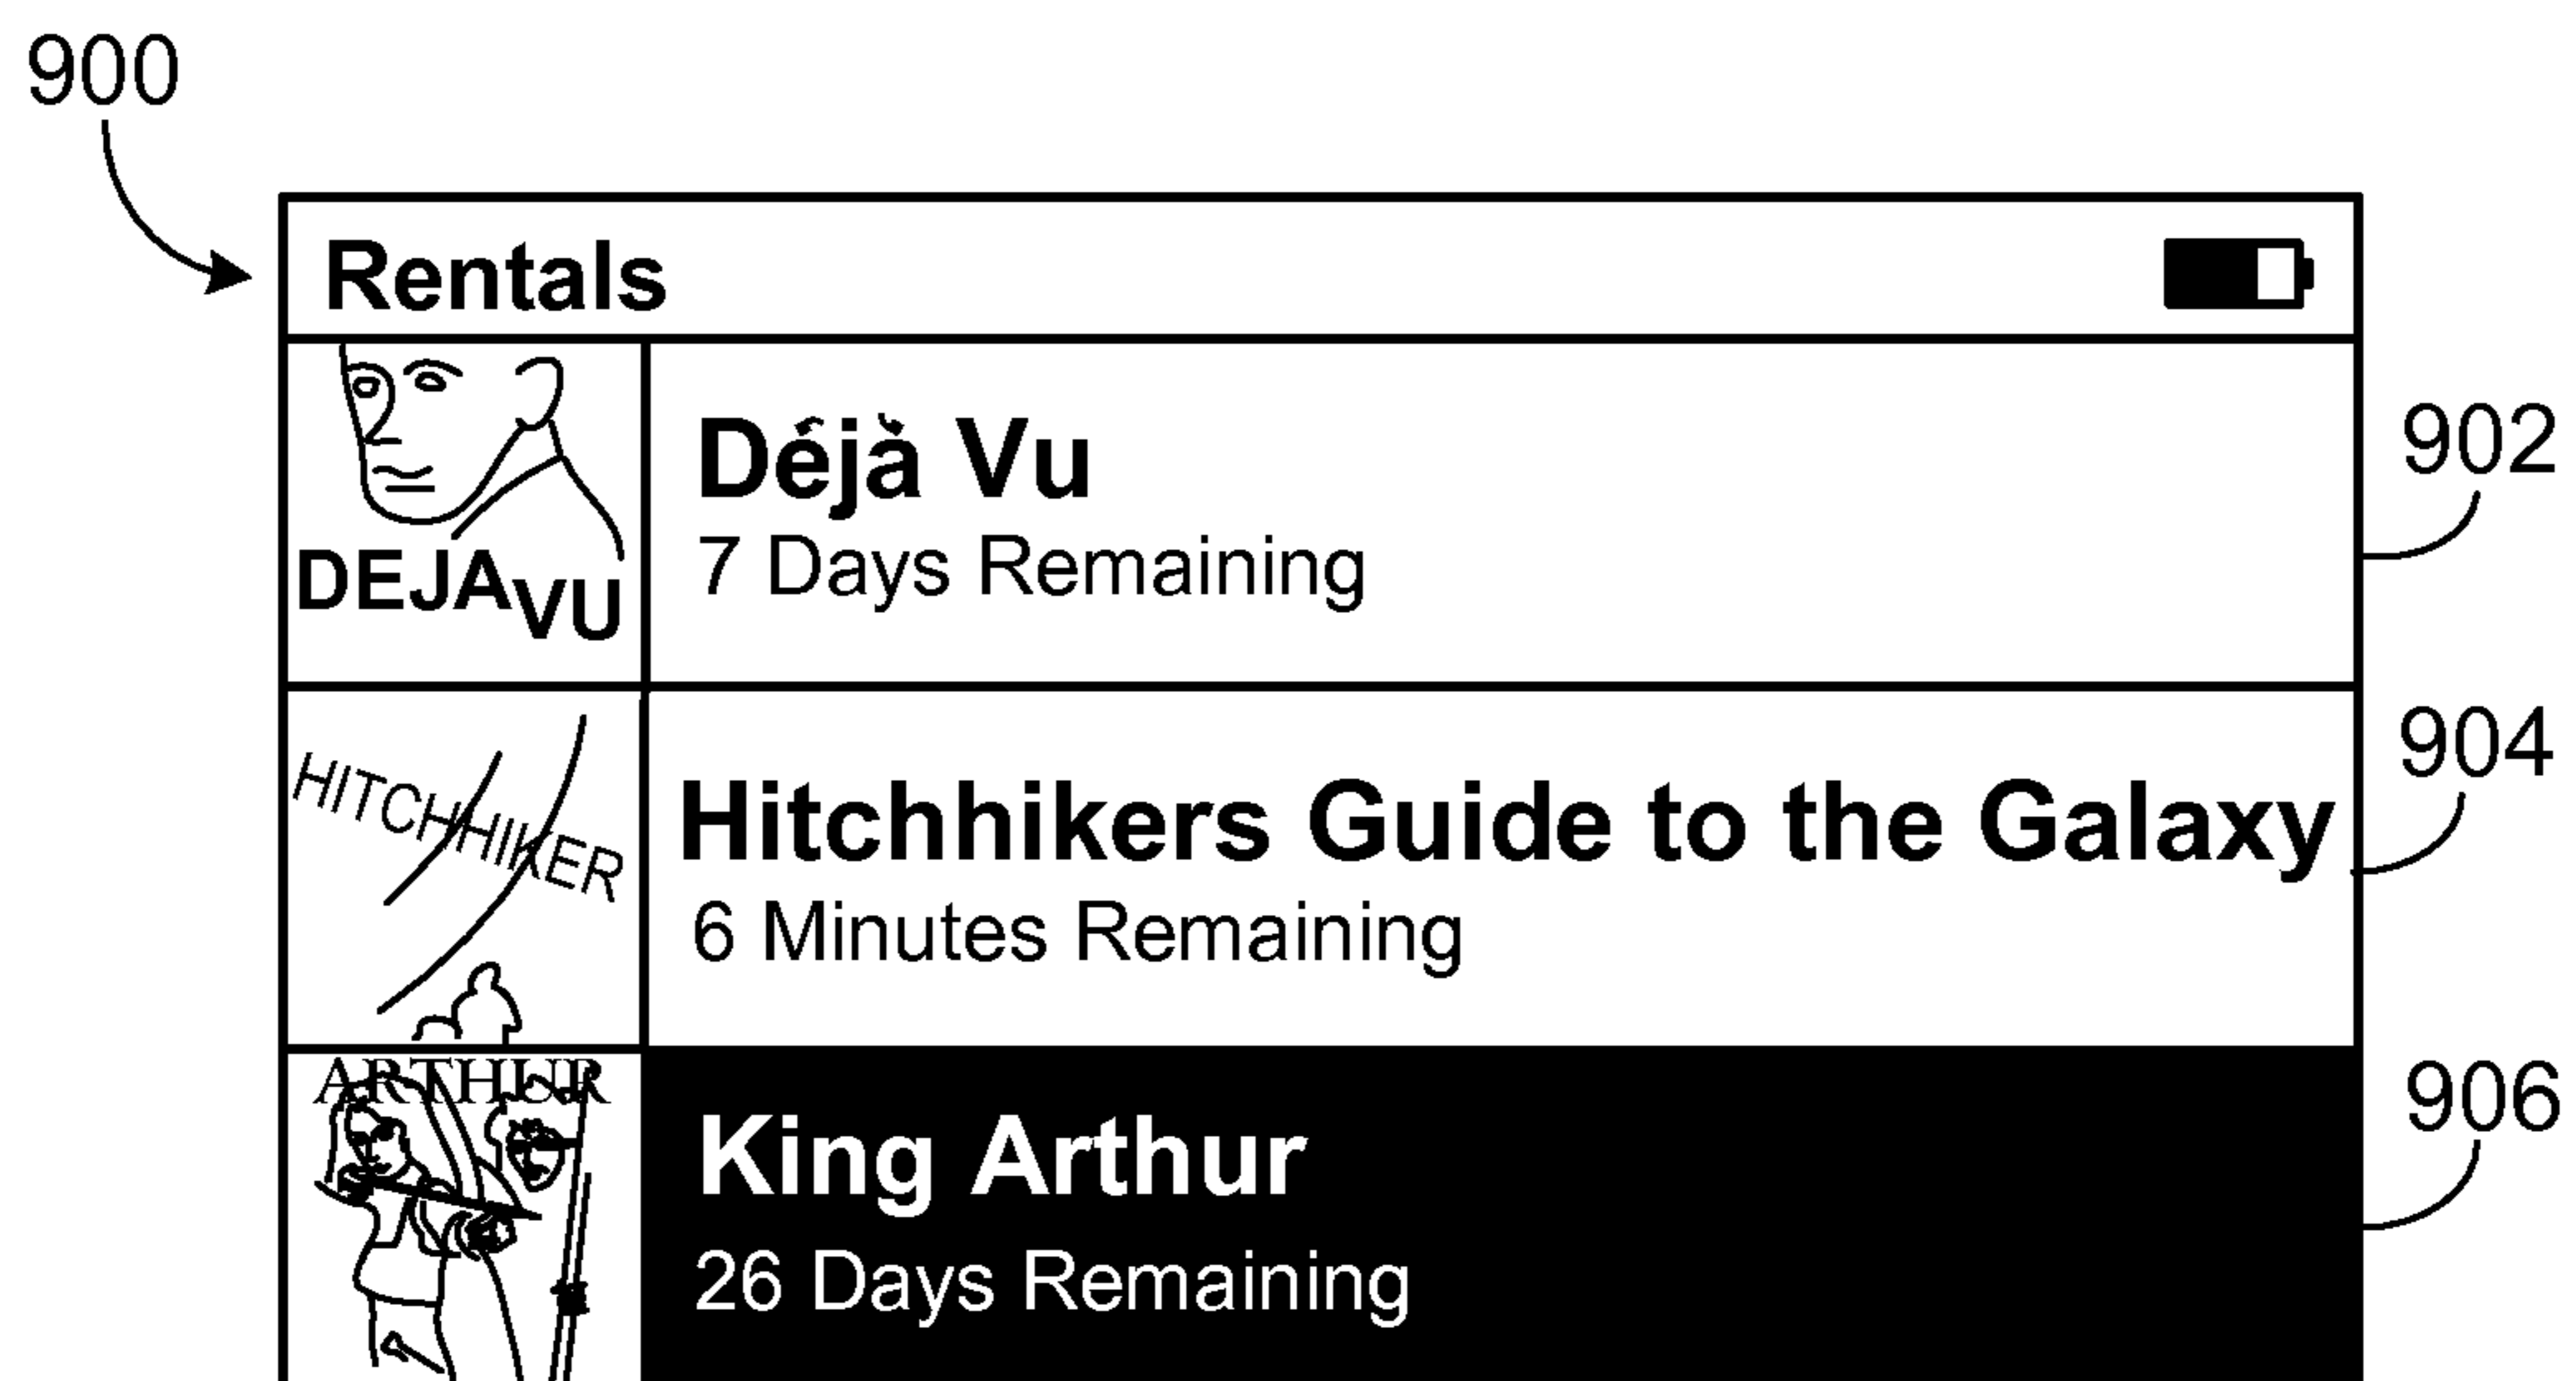 900
Rentals
DEJA VU
Déjà Vu
7 Days Remaining
902
HITCHHIKER
Hitchhikers Guide to the Galaxy
6 Minutes Remaining
904
ARTHUR
King Arthur
26 Days Remaining
906